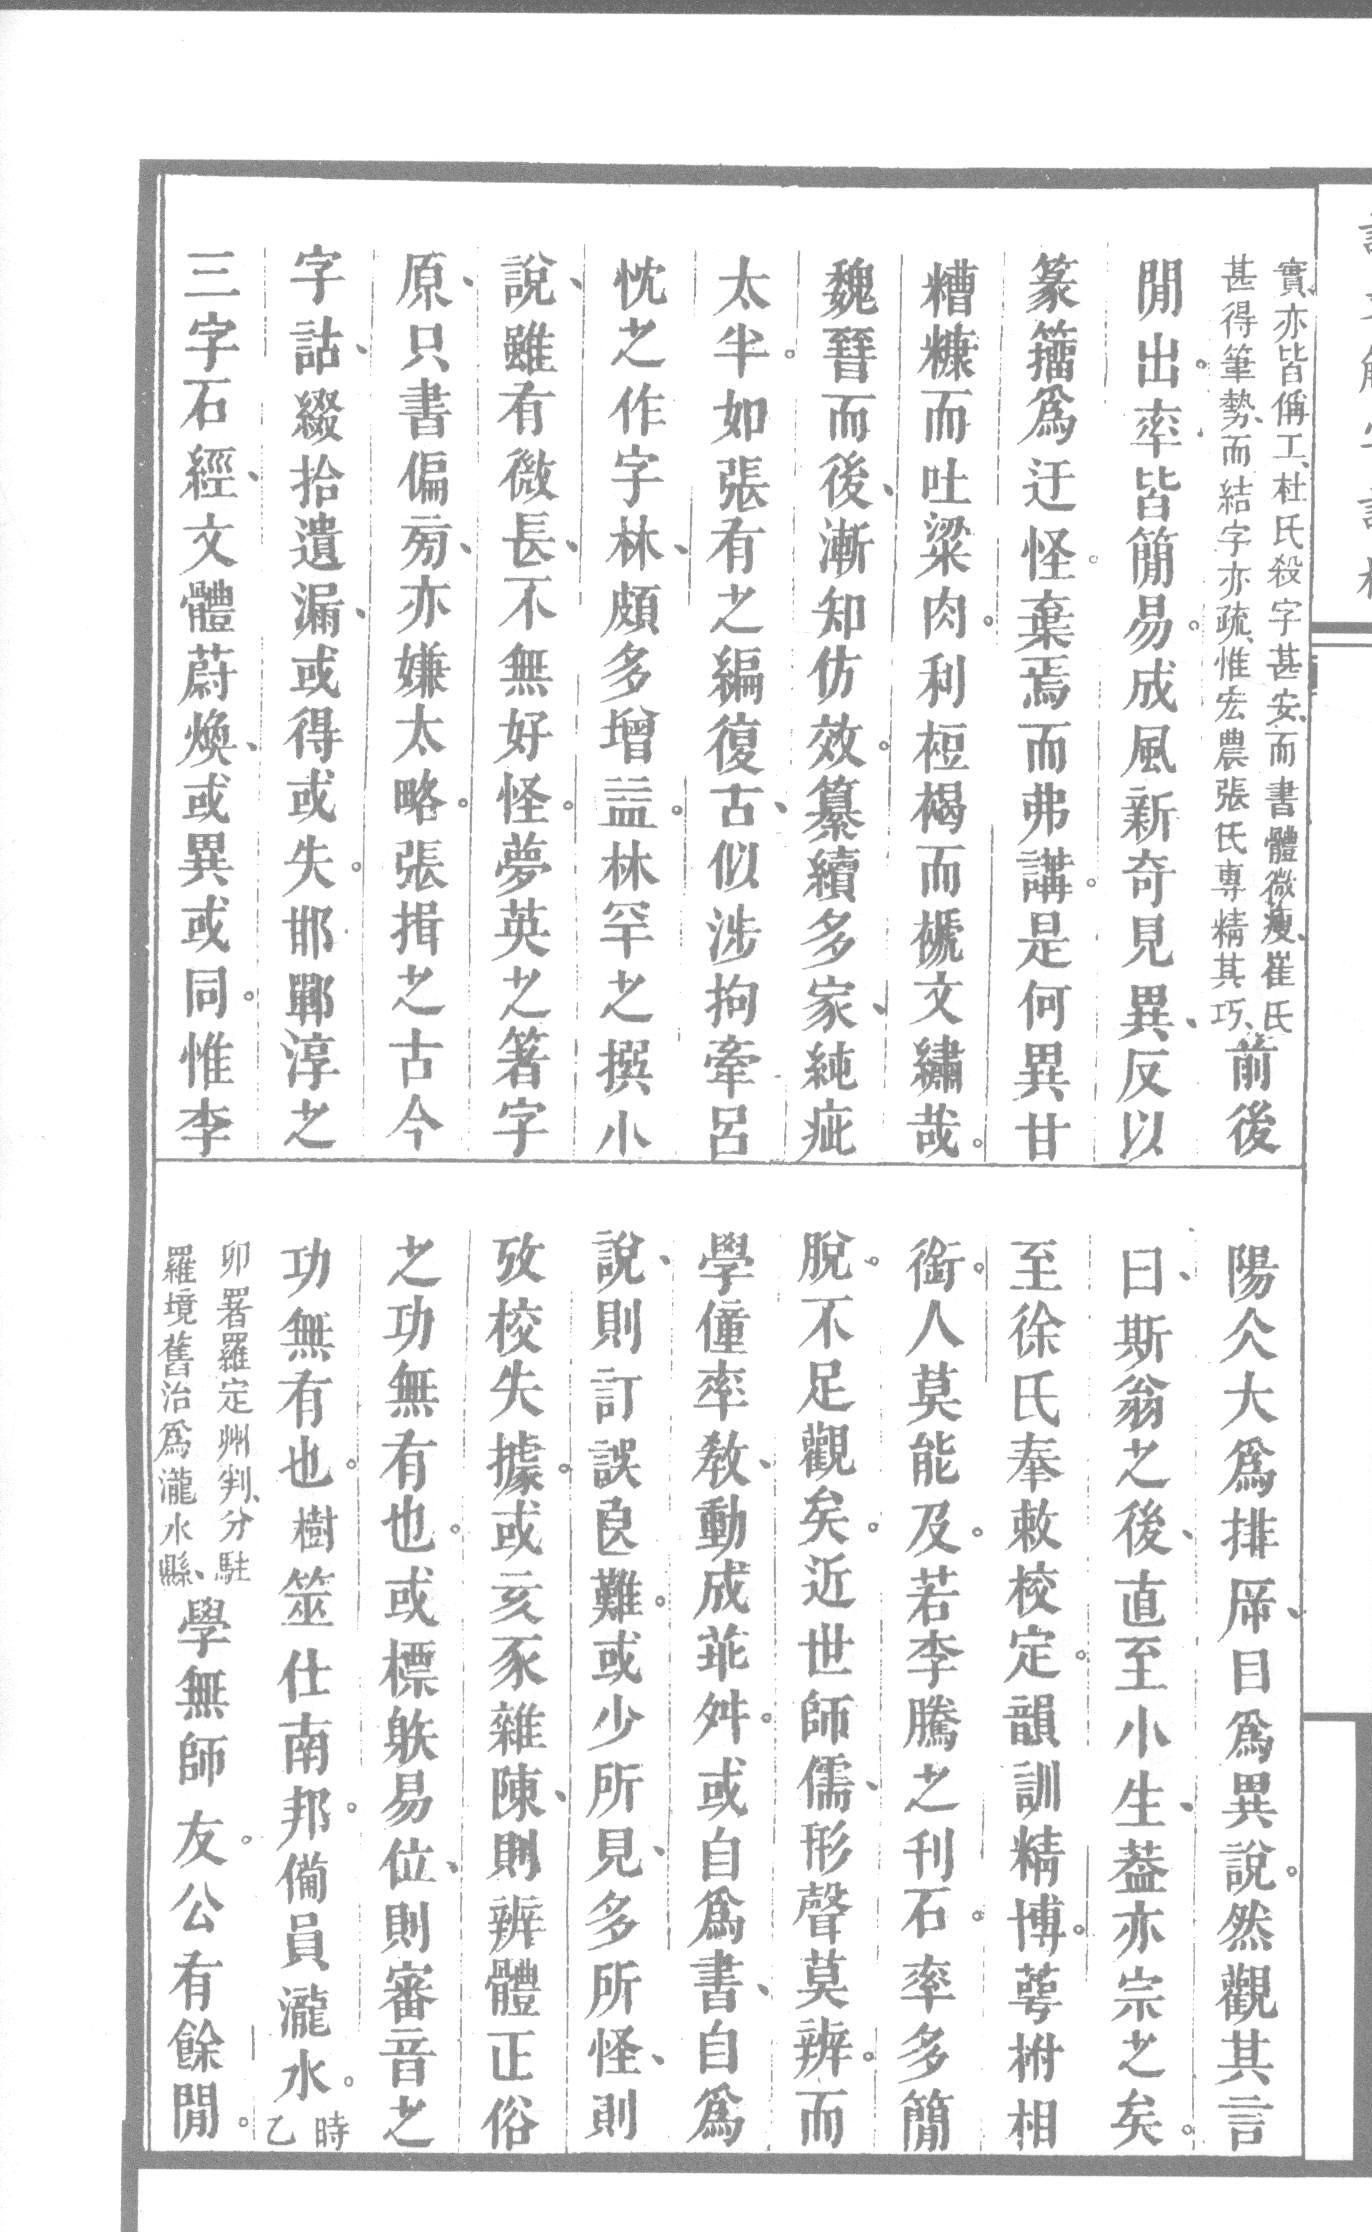 實、亦皆偁工、杜氏殺字甚安、而書體微瘦、崔氏
甚得筆勢、而結字亦疏、惟宏農張氏專精其巧、前後
閒出。率皆簡易。成風新奇見異、反以
篆籀爲迂怪。棄焉而弗講。是何異甘
糟糠而吐粱肉。利桓褐而褫文繡哉。
魏晉而後、漸知仿效。纂續多家、純疵
太半。如張有之編復古、似涉拘牽呂
忱之作字林、頗多增益。林罕之撰小
說、雖有微長、不無好怪。夢英之箸字
原、只書偏䓍、亦嫌太略。張揖之古今
字詁、綴拾遺漏、或得或失。邯鄲淳之
三字石經、文體蔚煥、或異或同。惟李
陽仌大爲排㡿、目爲異說。然觀其言
曰、斯翁之後、直至小生、葢亦宗之矣。
至徐氏奉敕校定。韻訓精博。蕚柎相
銜。人莫能及。若李騰之刊石。率多簡
脫。不足觀矣。近世師儒、形聲莫辨。而
學僮率敎、動成乖舛。或自爲書、自爲
說、則訂誤良難。或少所見、多所怪、則
攷校失據。或亥豕雜陳、則辨體正俗
之功無有也。或標躾易位、則審音之
功無有也。樹筮仕南邦。備員瀧水。時乙
卯署羅定州判、分駐
羅境舊治爲瀧水縣、學無師友。公有餘閒。